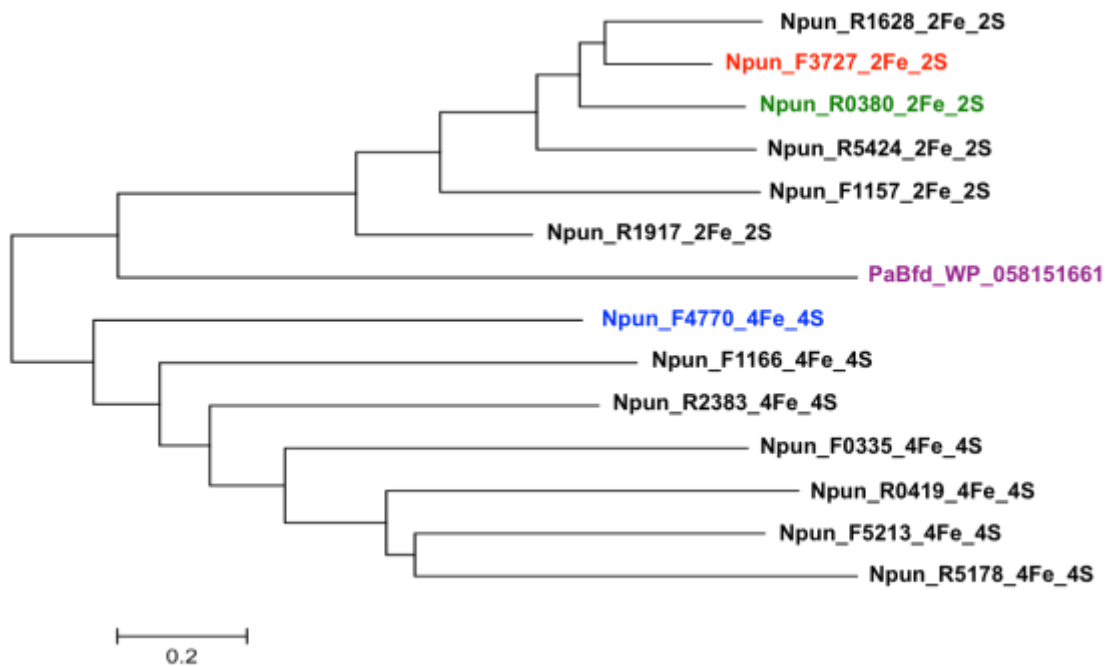 Npun_R1628_2Fe_2S
Npun_F3727_2Fe_2S
Npun_R0380_2Fe_2S
Npun_R5424_2Fe_2S
Npun_F1157_2Fe_2S
Npun_R1917_2Fe_2S
PaBfd_WP_058151661
Npun_F4770_4Fe_4S
Npun_F1166_4Fe_4S
Npun_R2383_4Fe_4S
Npun_F0335_4Fe_4S
Npun_R0419_4Fe_4S
Npun_F5213_4Fe_4S
Npun_R5178_4Fe_4S
0.2